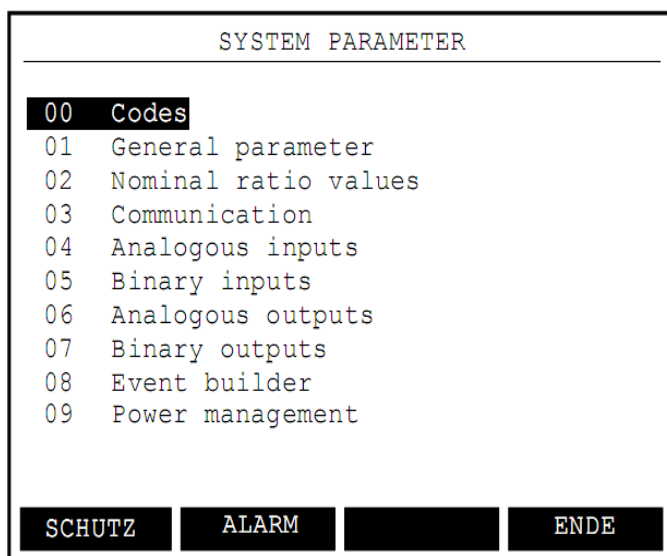 SYSTEM PARAMETER
00 Codes
01 General parameter
02 Nominal ratio values
03 Communication
04 Analogous inputs
05 Binary inputs
06 Analogous outputs
07 Binary outputs
08 Event builder
09 Power management
SCHUTZ ALARM ENDE